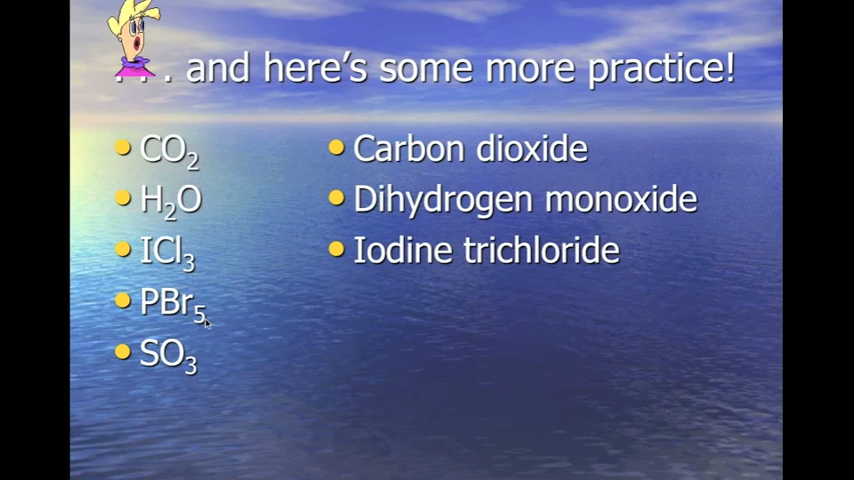 . . . and here’s some more practice!
• CO₂
• H₂O
• ICl₃
• PBr₅
• SO₃
• Carbon dioxide
• Dihydrogen monoxide
• Iodine trichloride